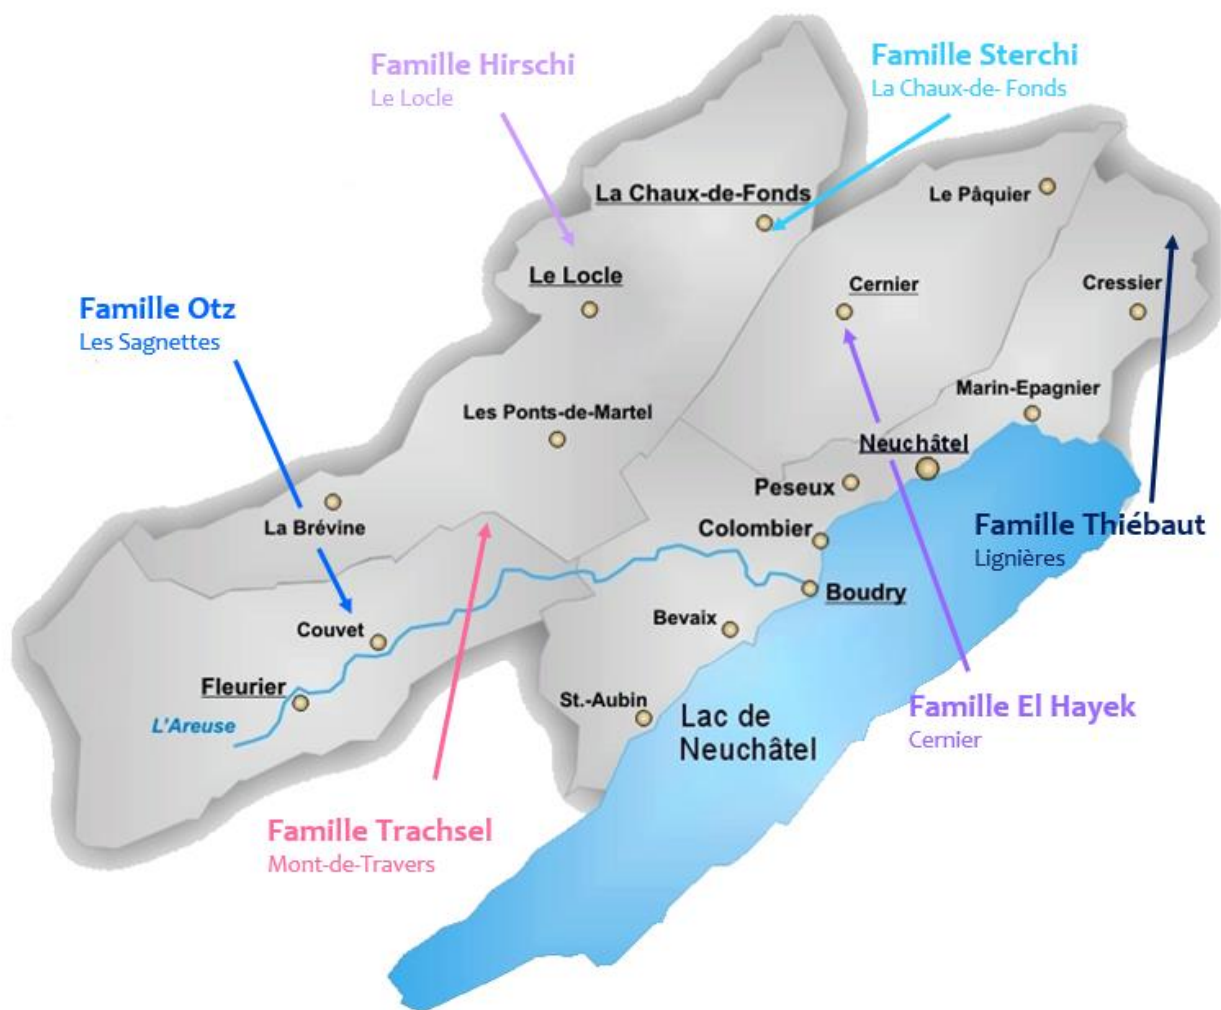 Famille Hirschi
Le Locle
Famille Sterchi
La Chaux-de- Fonds
La Chaux-de-Fonds
Le Pâquier
Le Locle
Cernier
Cressier
Famille Otz
Les Sagnettes
Les Ponts-de-Martel
Marin-Epagnier
Neuchâtel
Peseux
La Brévine
Colombier
Famille Thiébaut
Lignières
Boudry
Bevaix
Couvet
Fleurier
St.-Aubin
L'Areuse
Lac de
Neuchâtel
Famille El Hayek
Cernier
Famille Trachsel
Mont-de-Travers